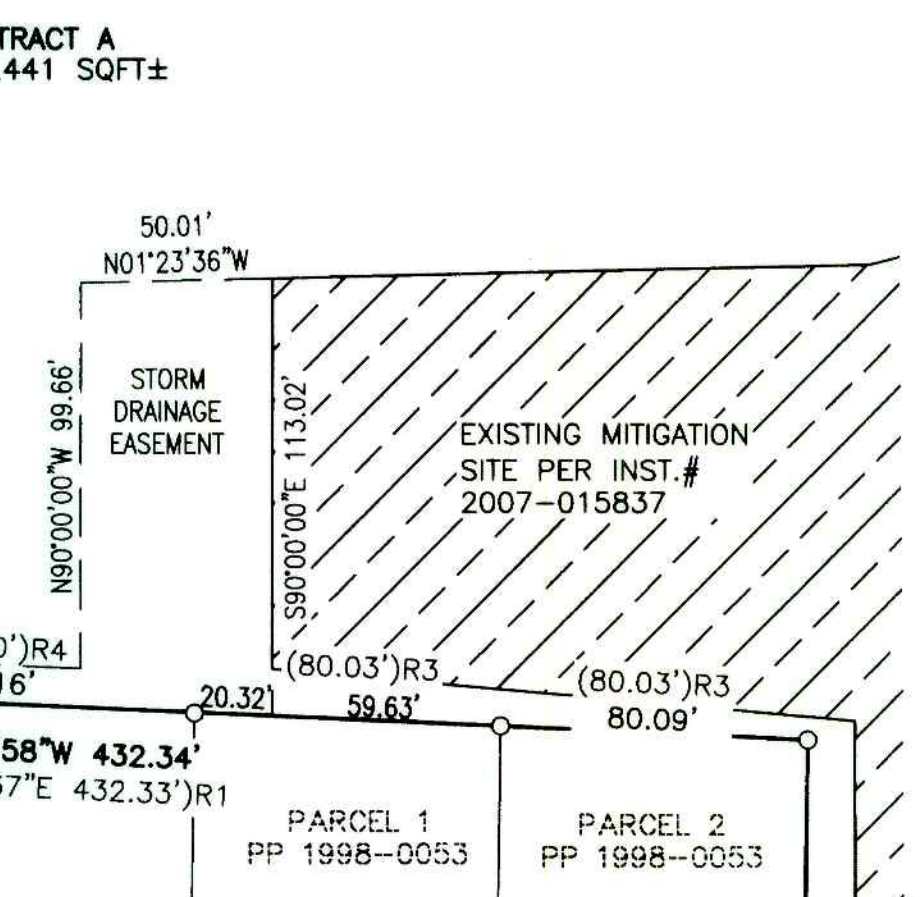 TRACT A
441 SQFT±
50.01'
N01°23'36"W
N90°00'00"W 99.66'
STORM
DRAINAGE
EASEMENT
S90°00'00"E 113.02'
EXISTING MITIGATION
SITE PER INST.#
2007-015837
0')R4
16'
(80.03')R3
(80.03')R3
20.32'
59.63'
80.09'
58"W 432.34'
57"E 432.33')R1
PARCEL 1
PP 1998--0053
PARCEL 2
PP 1998--0053